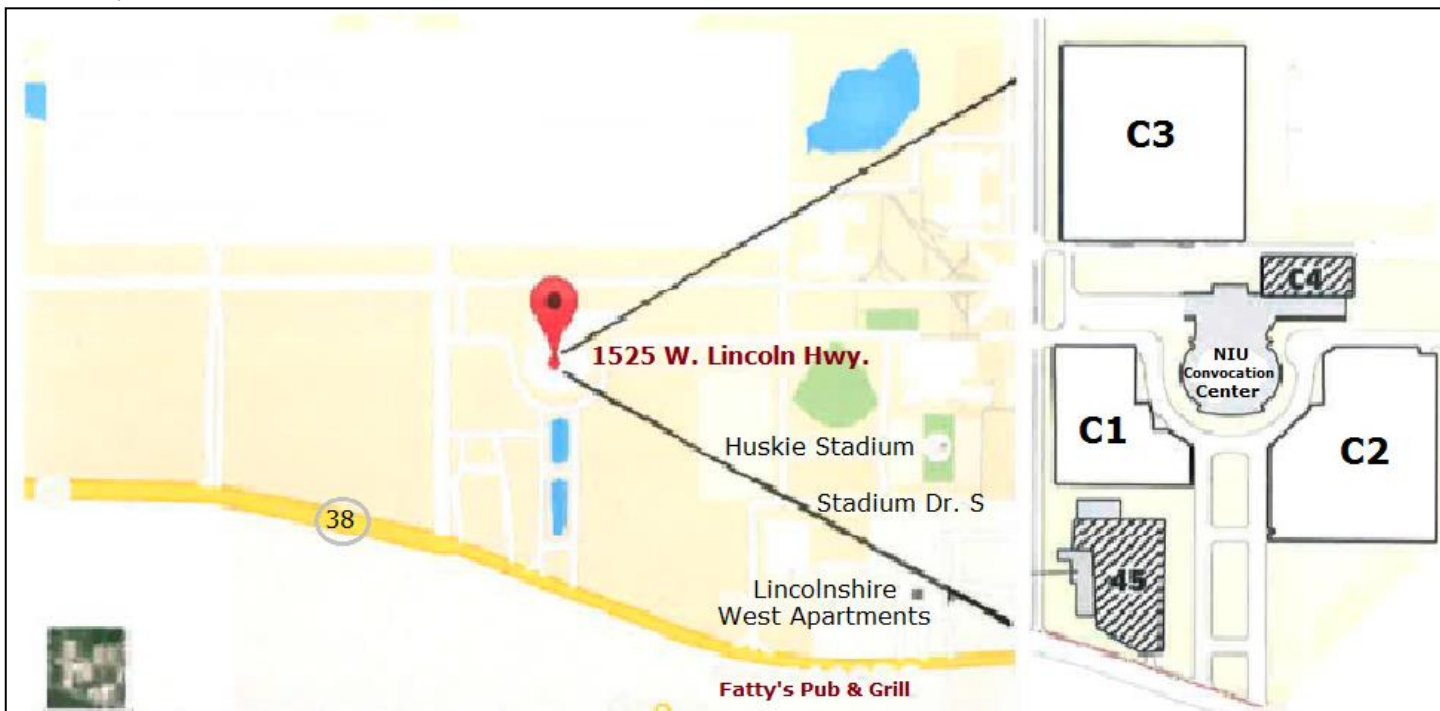 C3
C4
1525 W. Lincoln Hwy.
NIU
Convocation
Center
C1
C2
Huskie Stadium
Stadium Dr. S
38
45
Lincolnshire
West Apartments
Fatty's Pub & Grill